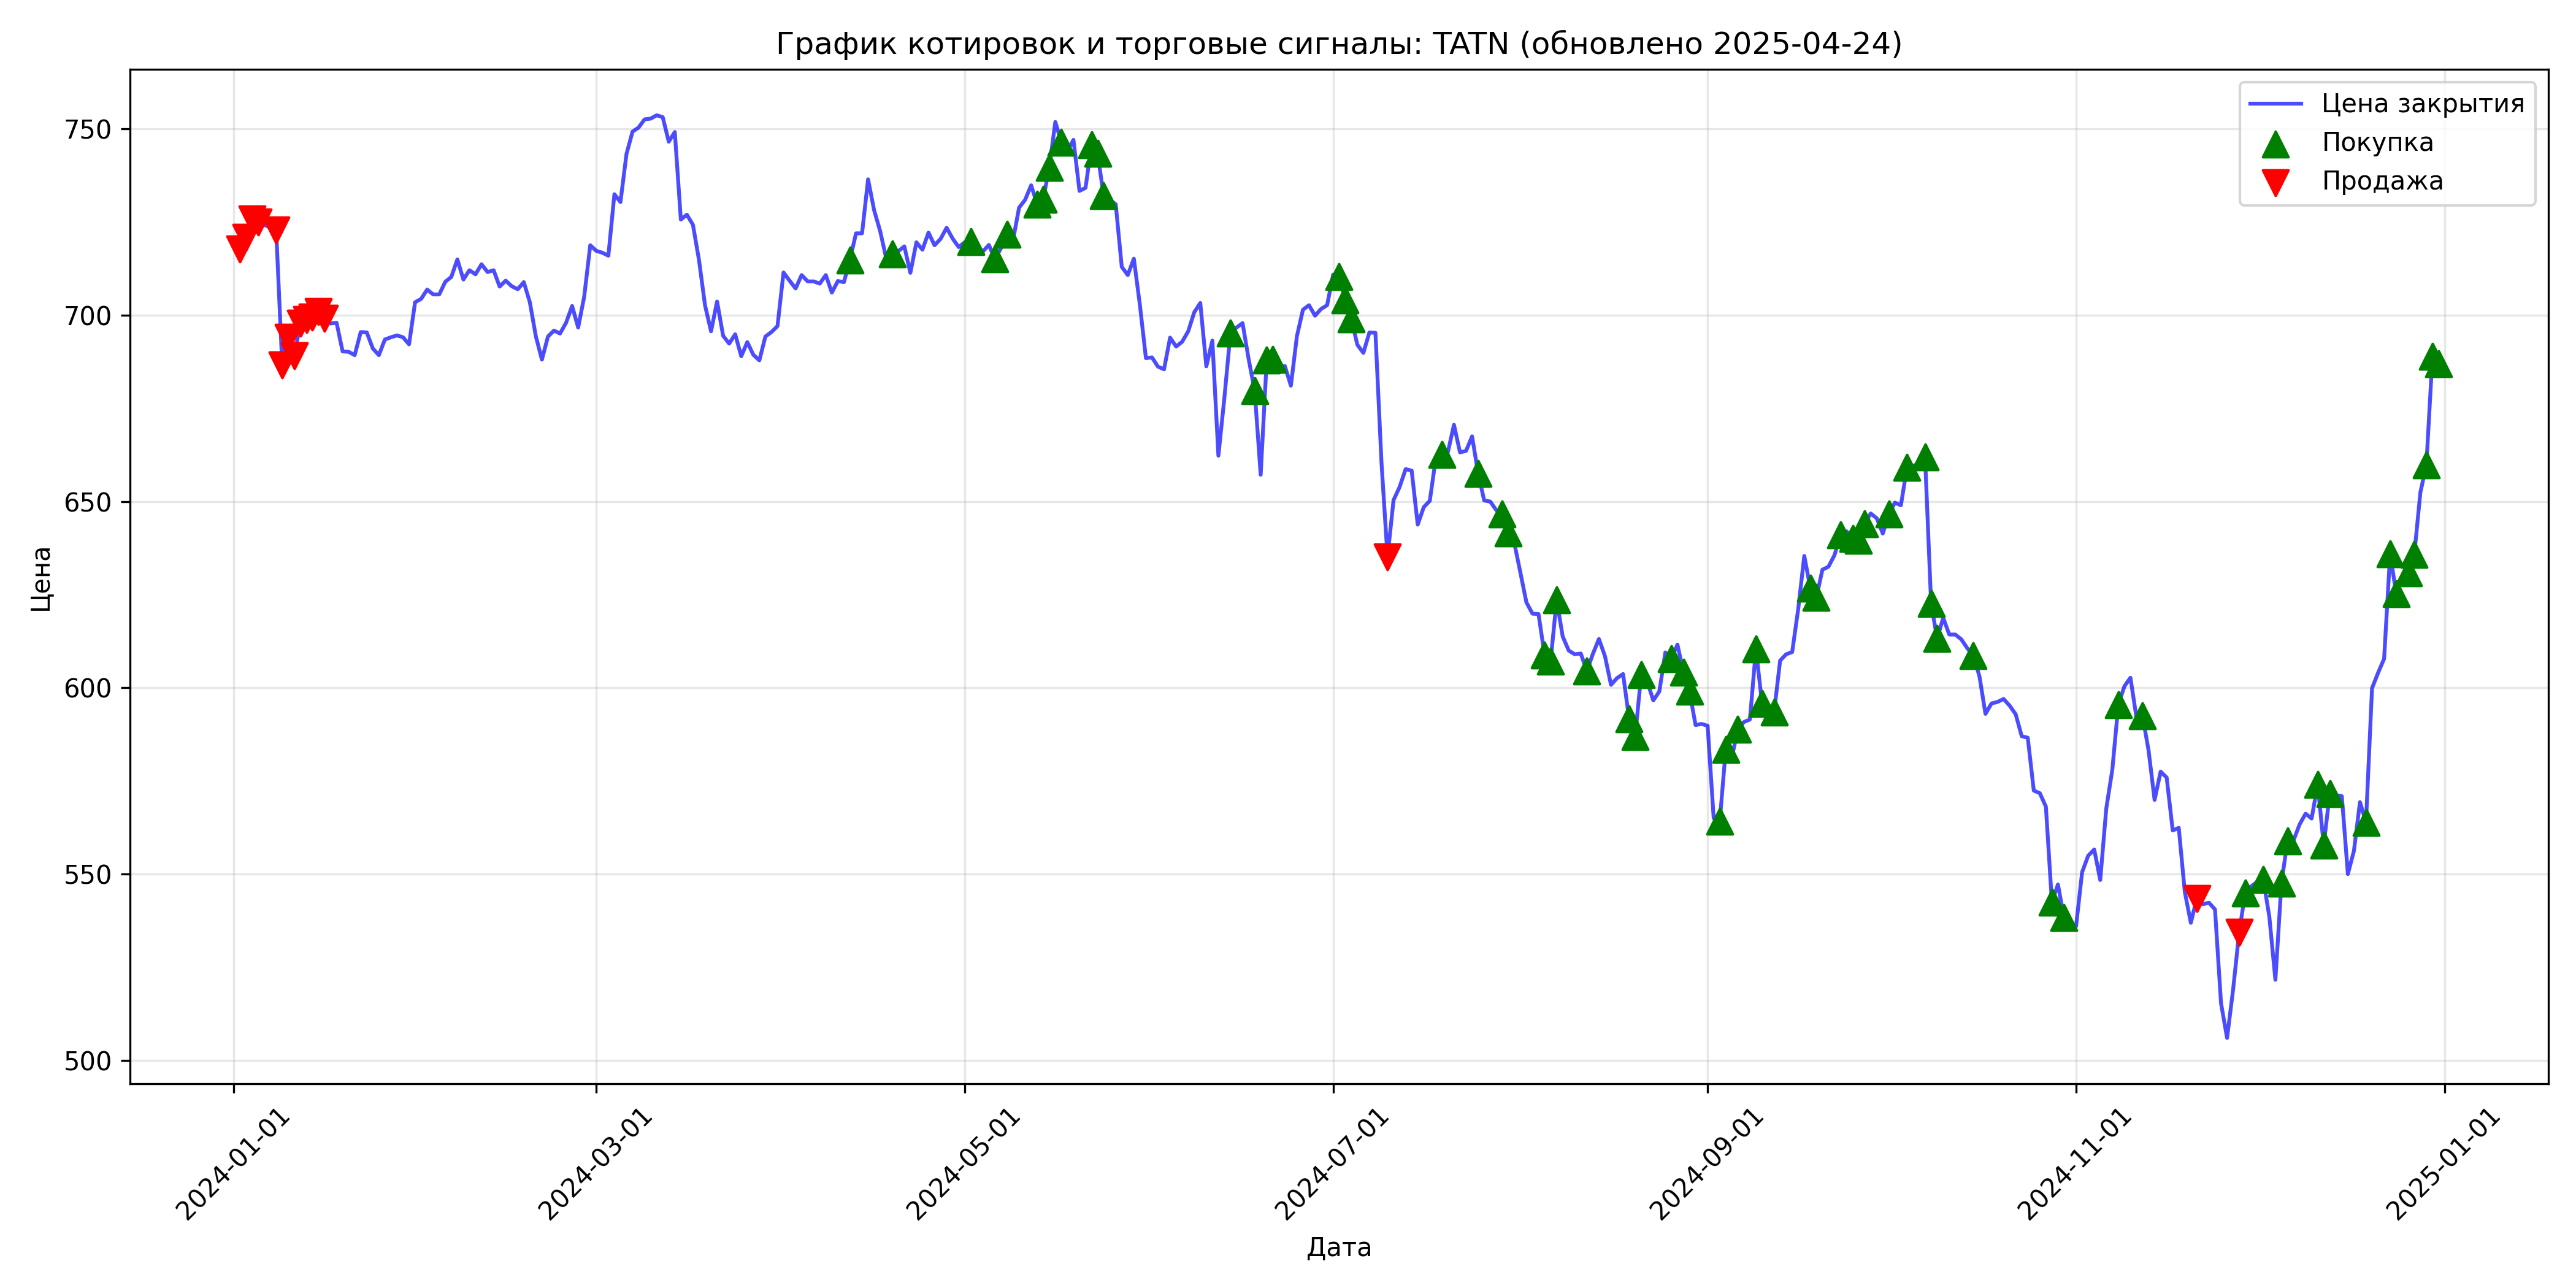 График котировок и торговые сигналы: TATN (обновлено 2025-04-24)
Цена закрытия
Покупка
Продажа
750
700
650
600
550
500
Цена
2024-01-01
2024-03-01
2024-05-01
2024-07-01
2024-09-01
2024-11-01
2025-01-01
Дата